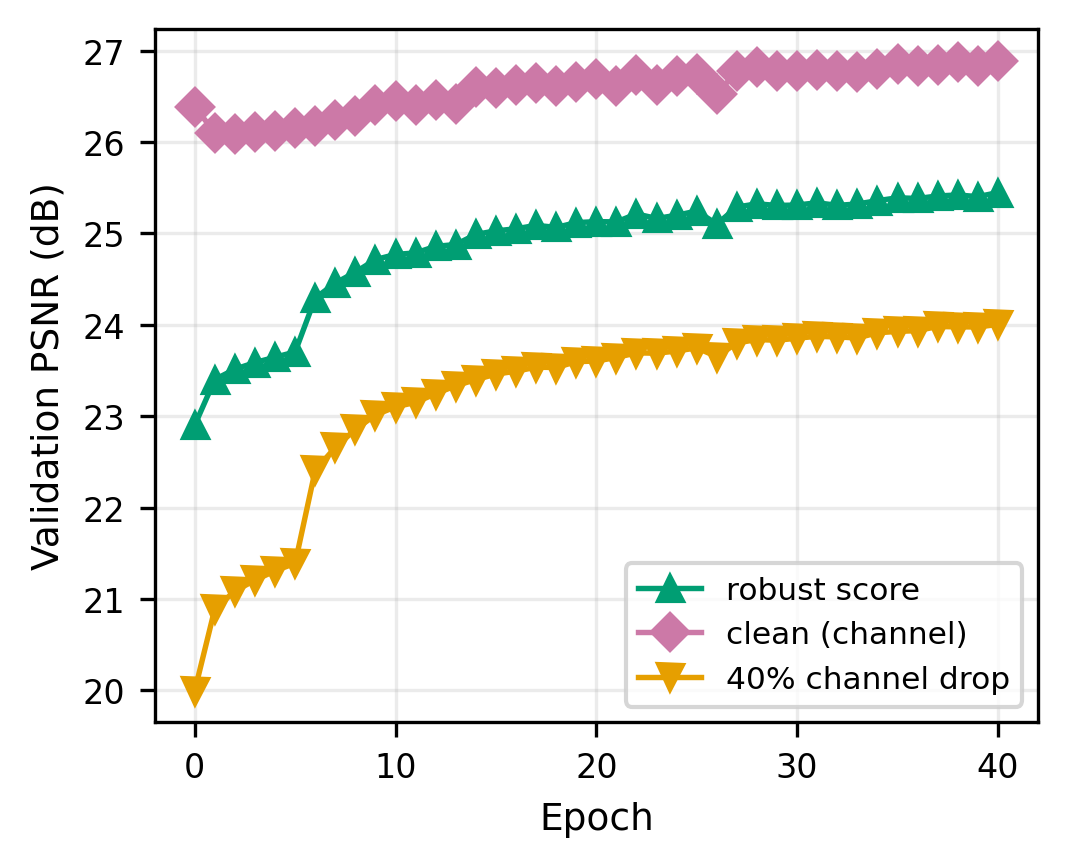 Validation PSNR (dB)
27
26
25
24
23
22
21
20
robust score
clean (channel)
40% channel drop
0 10 20 30 40
Epoch